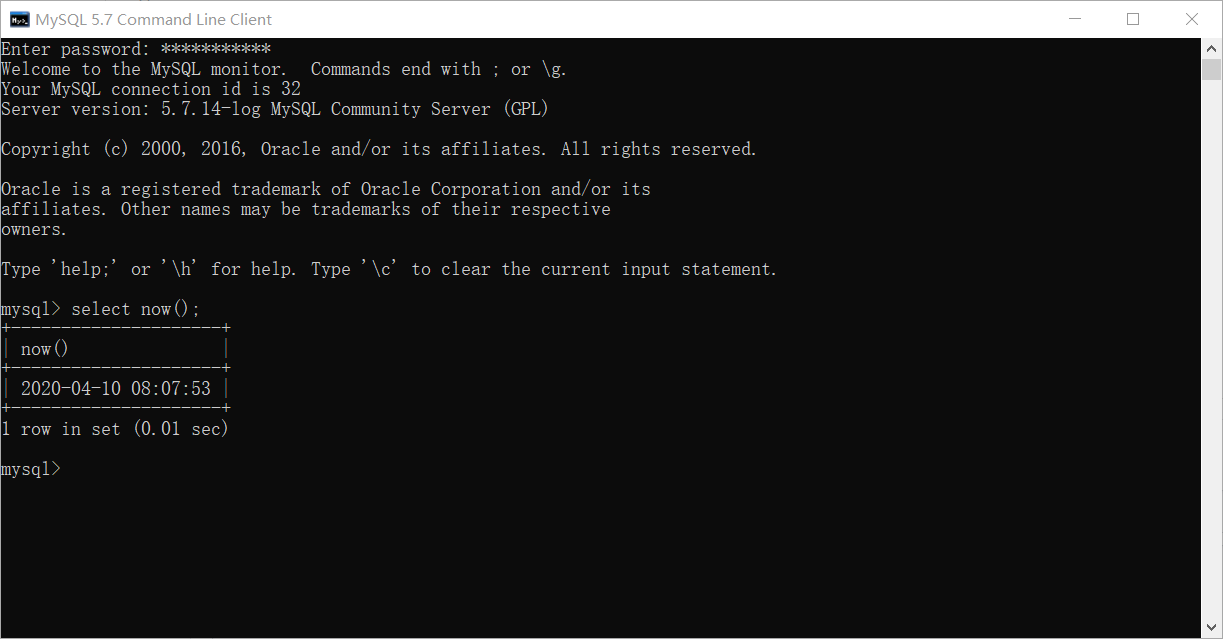 MySQL 5.7 Command Line Client
Enter password: ***********
Welcome to the MySQL monitor.  Commands end with ; or \g.
Your MySQL connection id is 32
Server version: 5.7.14-log MySQL Community Server (GPL)
Copyright (c) 2000, 2016, Oracle and/or its affiliates. All rights reserved.
Oracle is a registered trademark of Oracle Corporation and/or its
affiliates. Other names may be trademarks of their respective
owners.
Type 'help;' or '\h' for help. Type '\c' to clear the current input statement.
mysql> select now();
+---------------------+
| now()               |
+---------------------+
| 2020-04-10 08:07:53 |
+---------------------+
1 row in set (0.01 sec)
mysql>